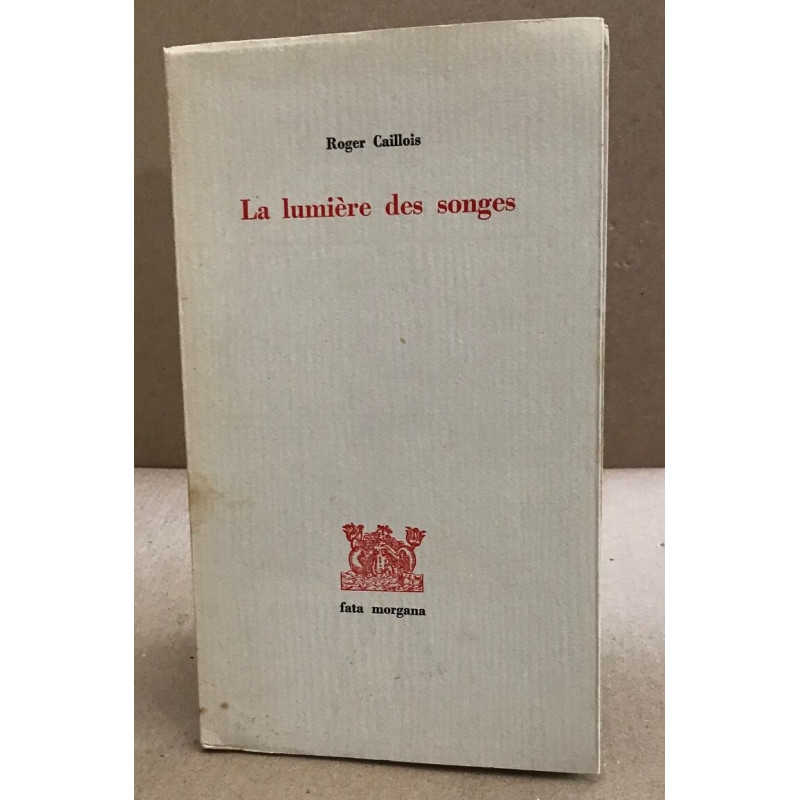 Roger Caillois
La lumière des songes
fata morgana